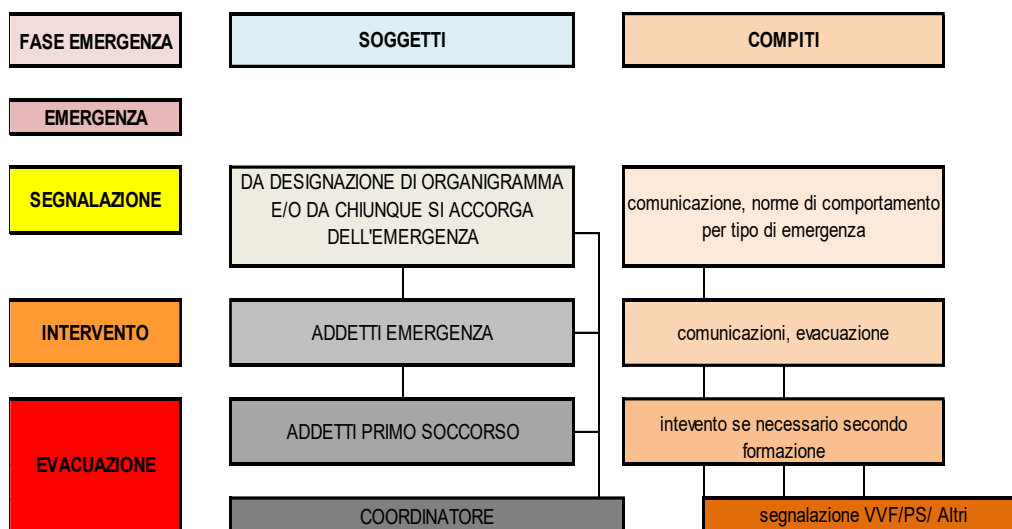 FASE EMERGENZA
SOGGETTI
COMPITI
EMERGENZA
SEGNALAZIONE
DA DESIGNAZIONE DI ORGANIGRAMMA
E/O DA CHIUNQUE SI ACCORGA
DELL'EMERGENZA
comunicazione, norme di comportamento
per tipo di emergenza
INTERVENTO
ADDETTI EMERGENZA
comunicazioni, evacuazione
EVACUAZIONE
ADDETTI PRIMO SOCCORSO
intevento se necessario secondo
formazione
COORDINATORE
segnalazione VVF/PS/ Altri